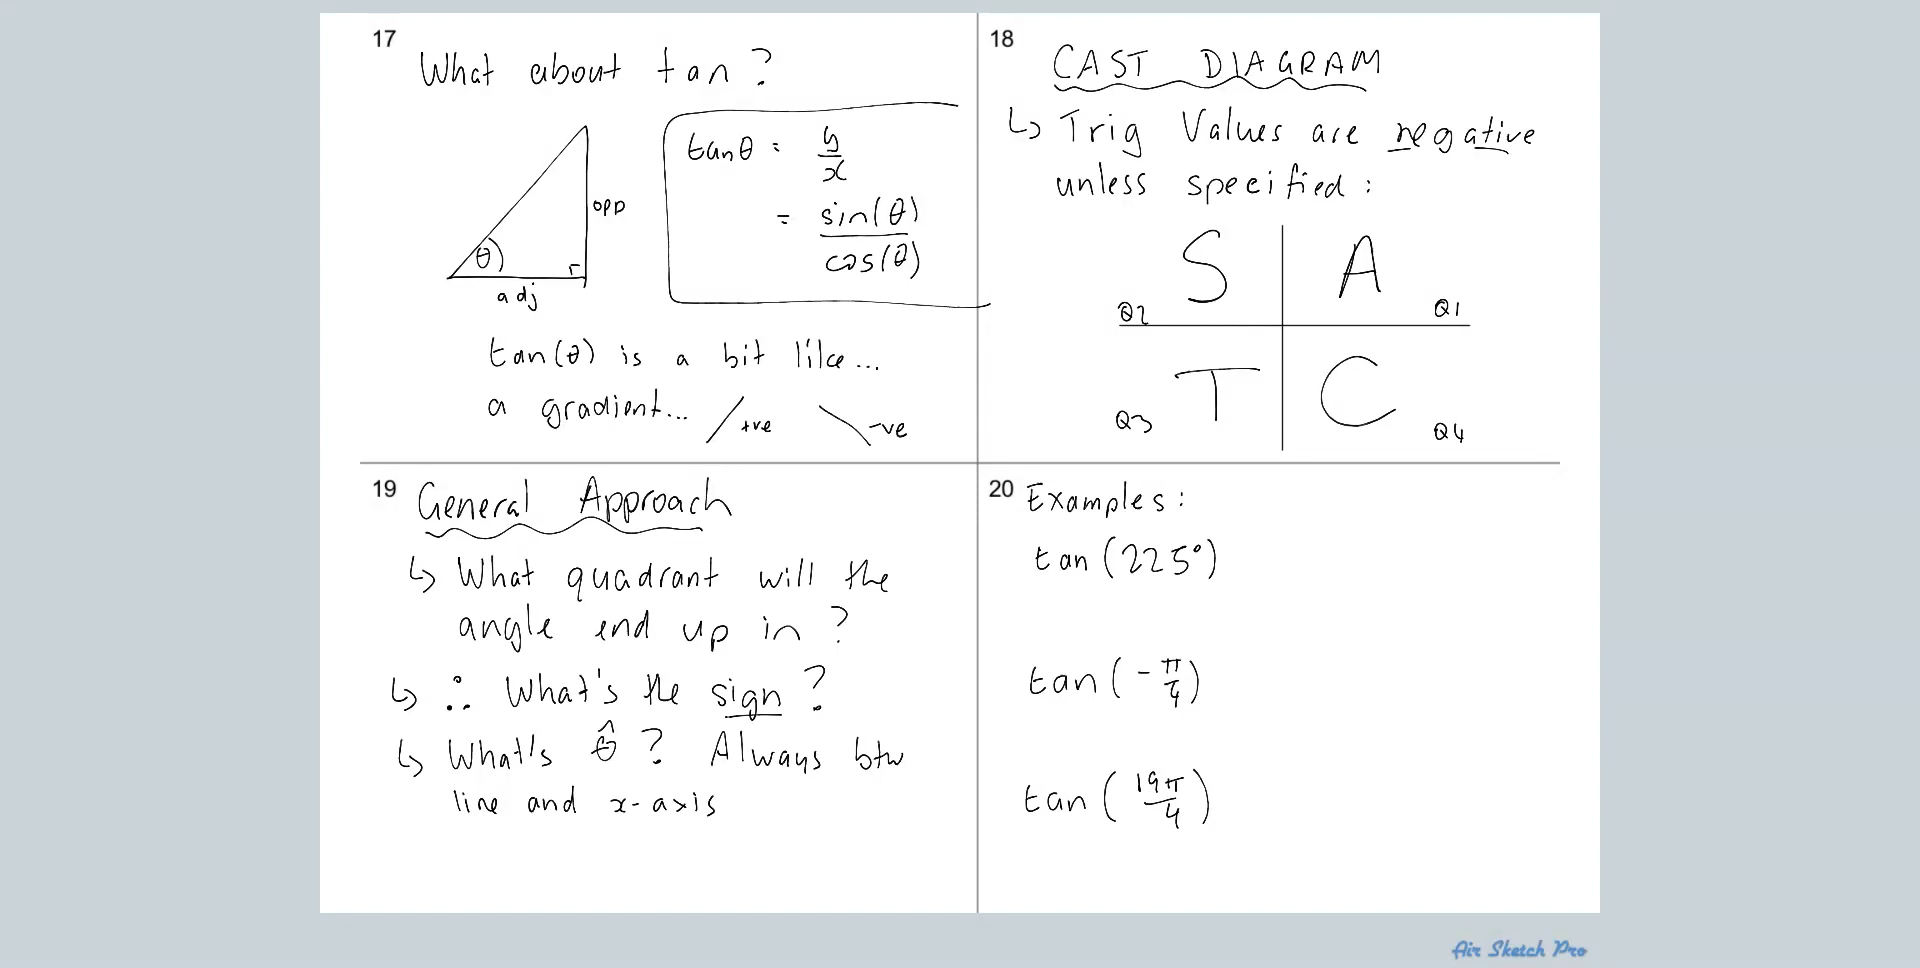 17
What about tan?
θ
opp
adj
tanθ = y/x
= sin(θ)/cos(θ)
tan(θ) is a bit like...
a gradient... +ve -ve
18
CAST DIAGRAM
↳ Trig Values are negative
unless specified:
S A
Q2 Q1
T C
Q3 Q4
19
General Approach
↳ What quadrant will the
angle end up in?
↳ ∴ What's the sign?
↳ What's θ̂? Always btw
line and x-axis
20
Examples:
tan(225°)
tan(-π/4)
tan(19π/4)
Air Sketch Pro